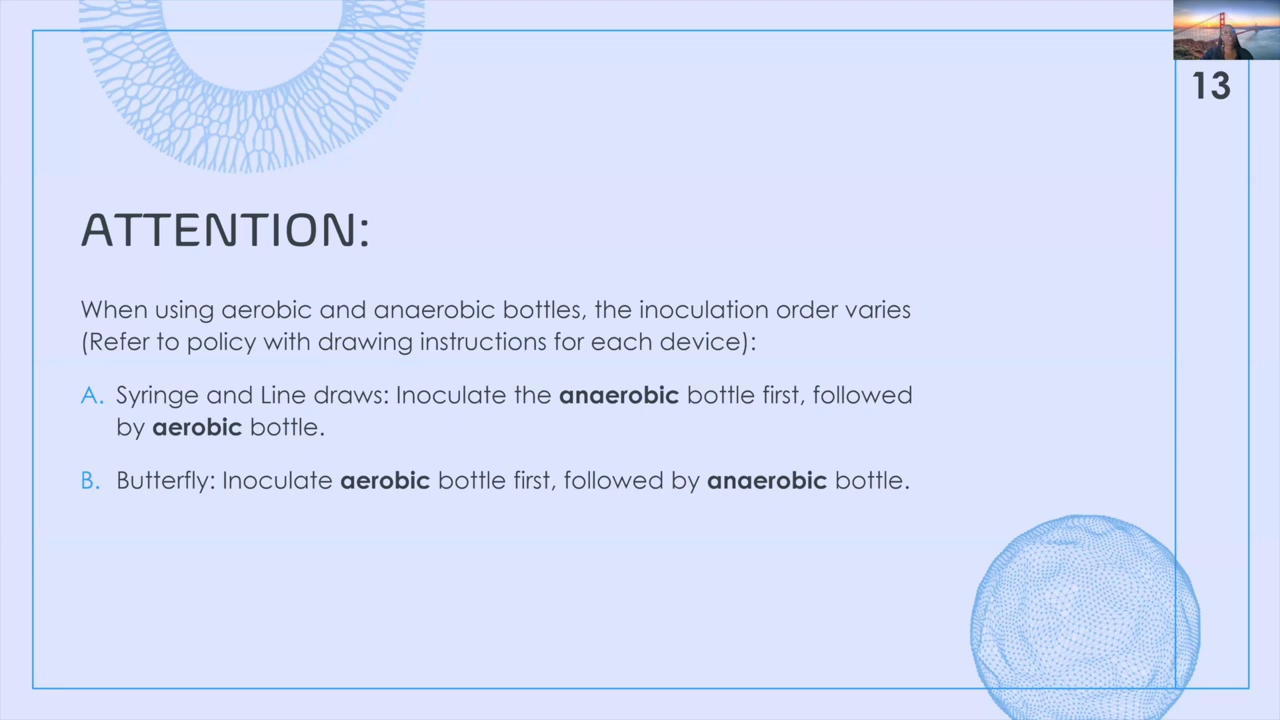 13
ATTENTION:
When using aerobic and anaerobic bottles, the inoculation order varies
(Refer to policy with drawing instructions for each device):
A. Syringe and Line draws: Inoculate the anaerobic bottle first, followed
by aerobic bottle.
B. Butterfly: Inoculate aerobic bottle first, followed by anaerobic bottle.